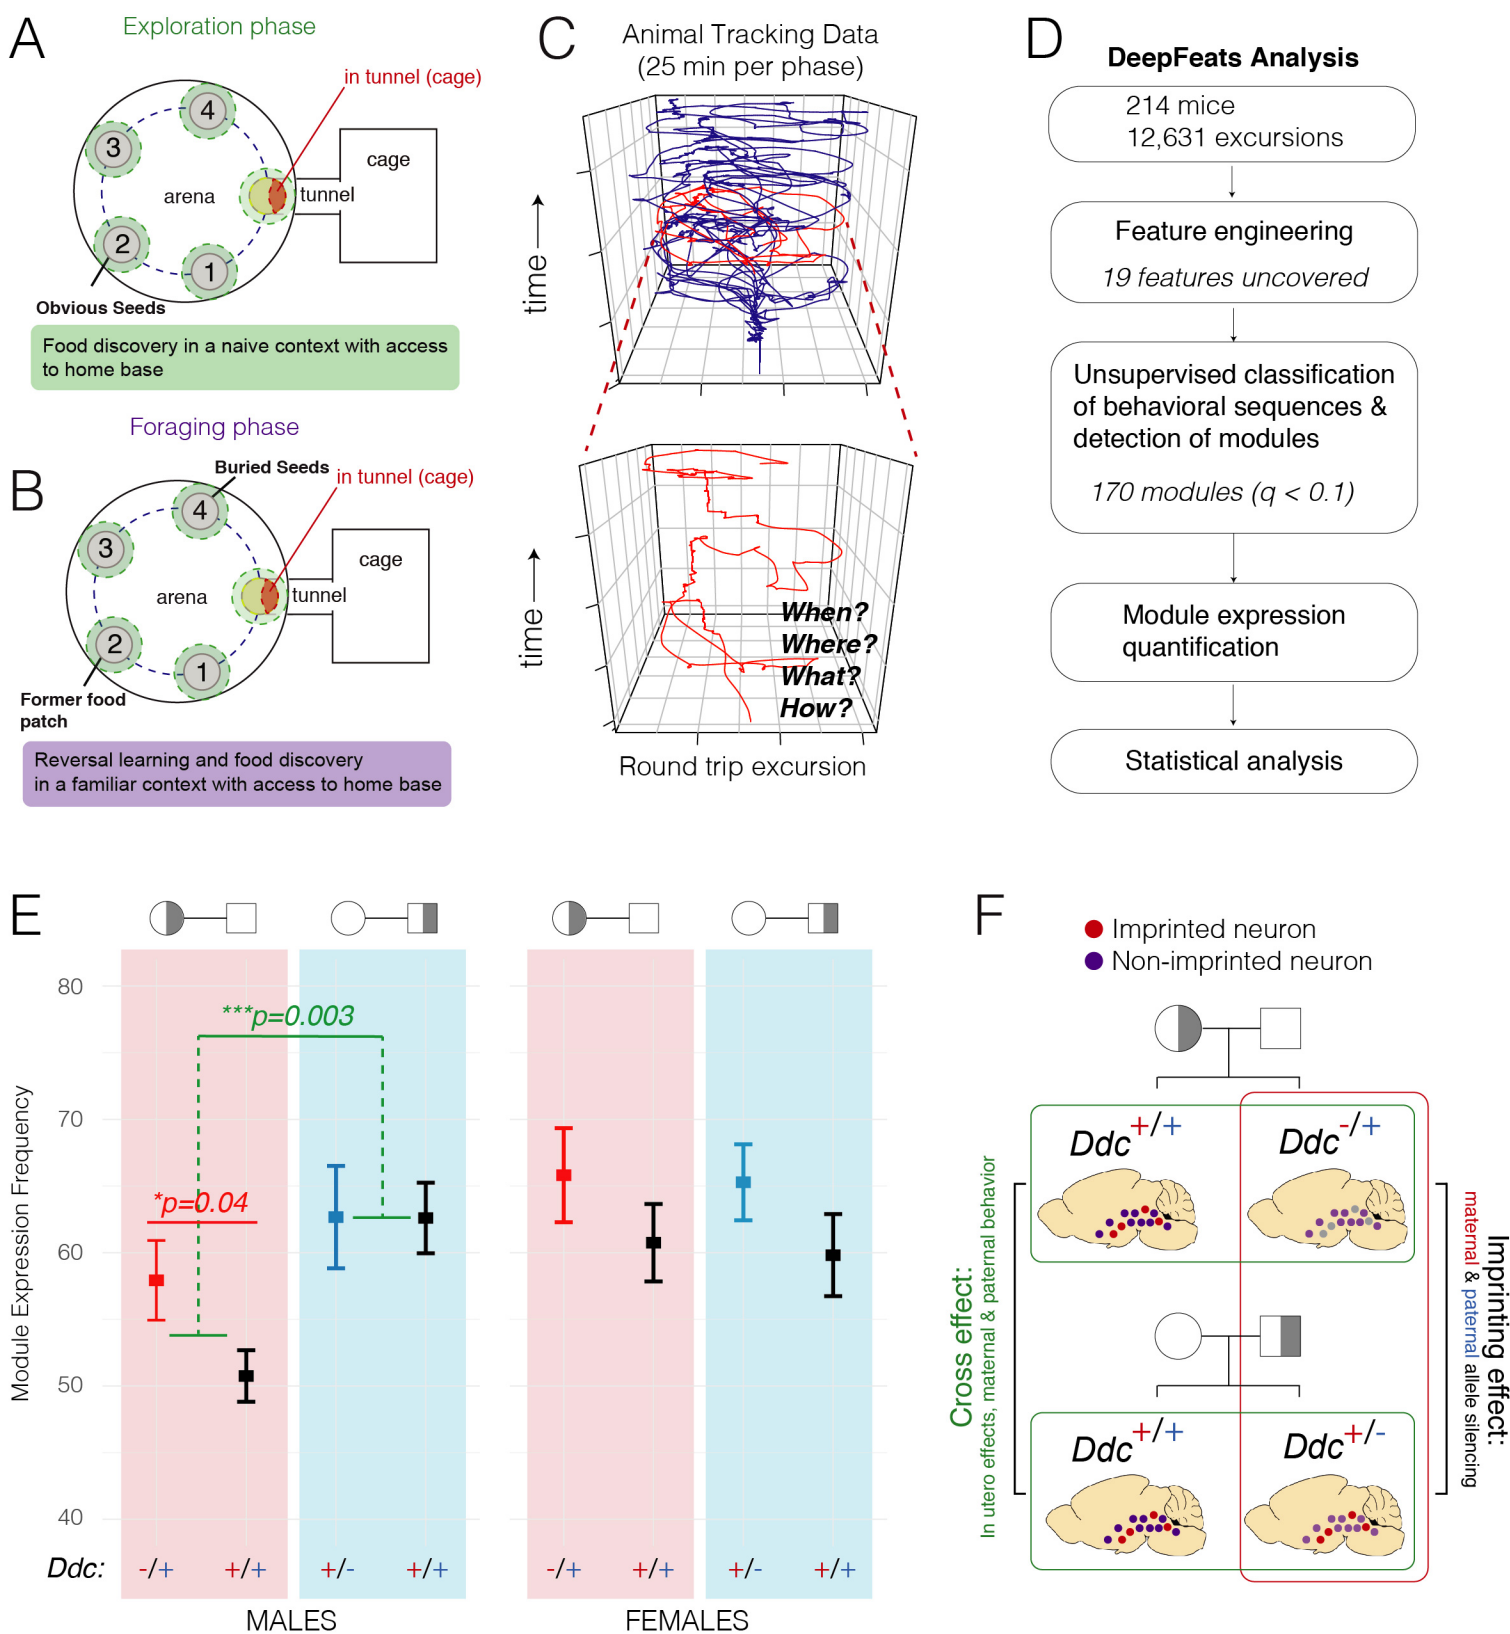 A
Exploration phase
in tunnel (cage)
4
3
cage
arena
tunnel
2
1
Obvious Seeds
Food discovery in a naive context with access
to home base
Foraging phase
B
Buried Seeds
in tunnel (cage)
4
3
cage
arena
tunnel
2
1
Former food
patch
Reversal learning and food discovery
in a familiar context with access to home base
C
Animal Tracking Data
(25 min per phase)
time
time
When?
Where?
What?
How?
Round trip excursion
D
DeepFeats Analysis
214 mice
12,631 excursions
Feature engineering
19 features uncovered
Unsupervised classification
of behavioral sequences &
detection of modules
170 modules (q < 0.1)
Module expression
quantification
Statistical analysis
E
Module Expression Frequency
80
70
60
50
40
***p=0.003
*p=0.04
Ddc: -/+ +/+ +/- +/+ -/+ +/+ +/- +/+
MALES
FEMALES
F
Imprinted neuron
Non-imprinted neuron
Ddc+/+
Ddc-/+
Ddc+/+
Ddc+/-
Cross effect:
In utero effects, maternal & paternal behavior
Imprinting effect:
maternal & paternal allele silencing